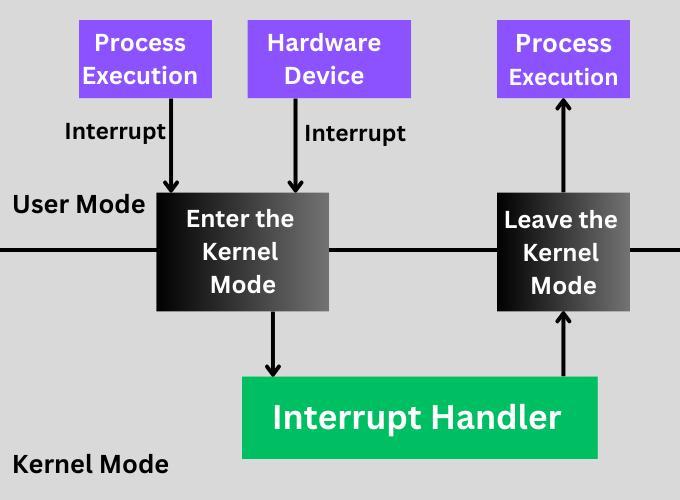 Process
Execution
Hardware
Device
Process
Execution
Interrupt
Interrupt
User Mode
Enter the
Kernel
Mode
Leave the
Kernel
Mode
Interrupt Handler
Kernel Mode